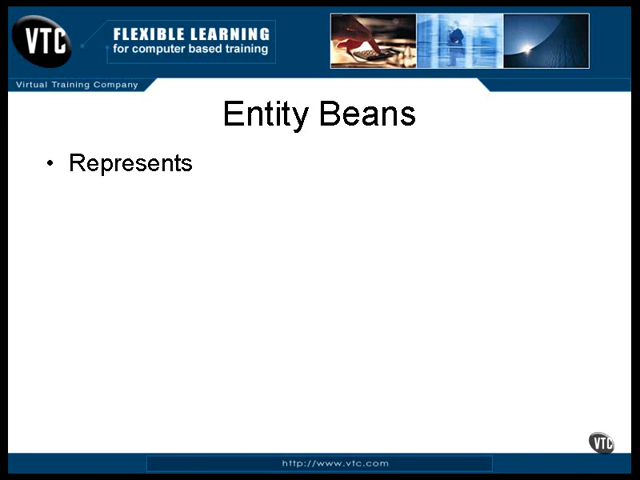 VTC
FLEXIBLE LEARNING
for computer based training
Virtual Training Company
Entity Beans
• Represents
VTC
http://www.vtc.com